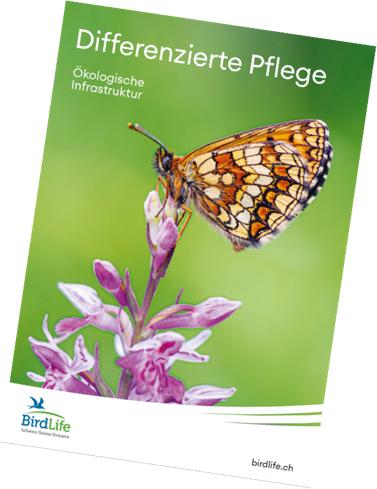 Differenzierte Pflege
Ökologische
Infrastruktur
BirdLife
Schweiz/Suisse/Svizzera
birdlife.ch